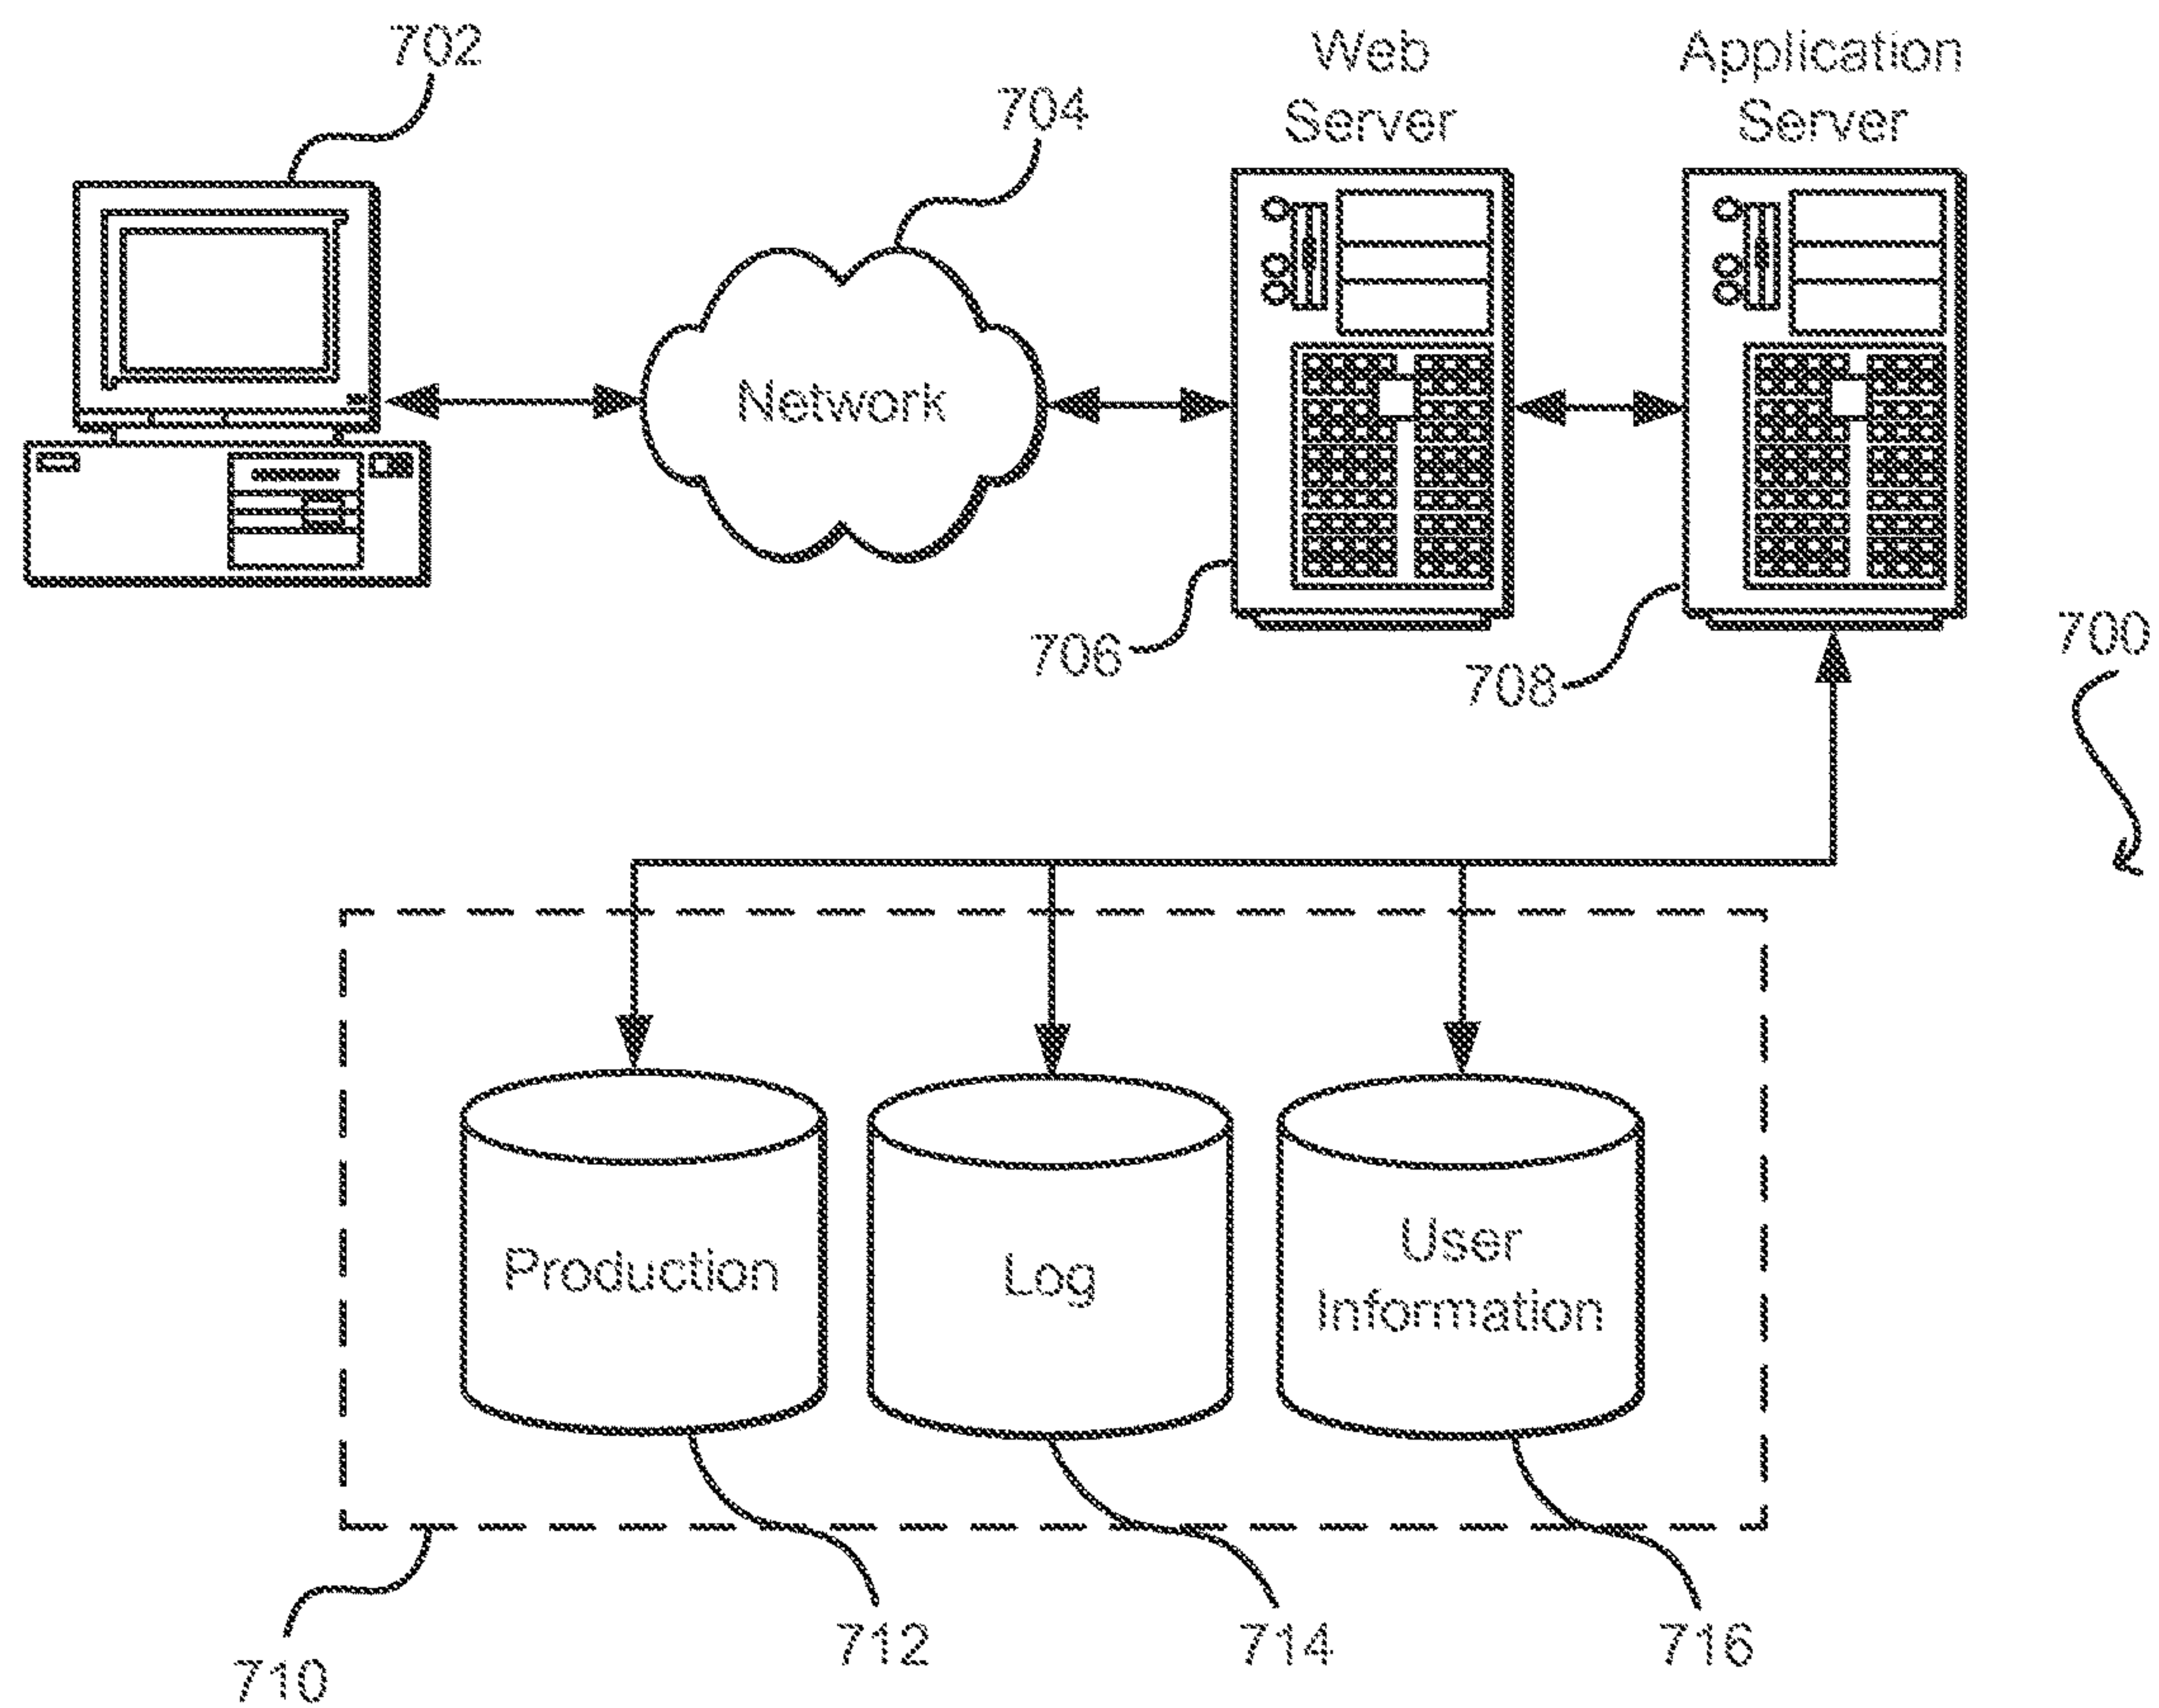 702
704
Web
Server
Application
Server
Network
706
708
700
Production
Log
User
Information
710
712
714
716